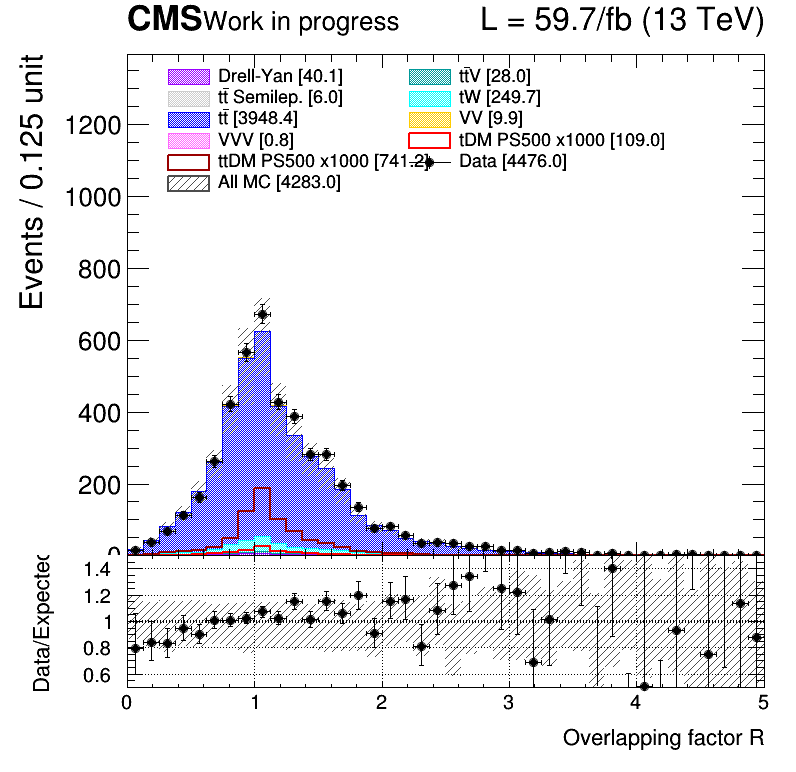 CMS Work in progress L = 59.7/fb (13 TeV)
Drell-Yan [40.1] tt̄V [28.0]
tt̄ Semilep. [6.0] tW [249.7]
tt̄ [3948.4] VV [9.9]
VVV [0.8] tDM PS500 x1000 [109.0]
ttDM PS500 x1000 [741.2] Data [4476.0]
All MC [4283.0]
Events / 0.125 unit
1200
1000
800
600
400
200
0
Data/Expected
1.4
1.2
1
0.8
0.6
0 1 2 3 4 5
Overlapping factor R